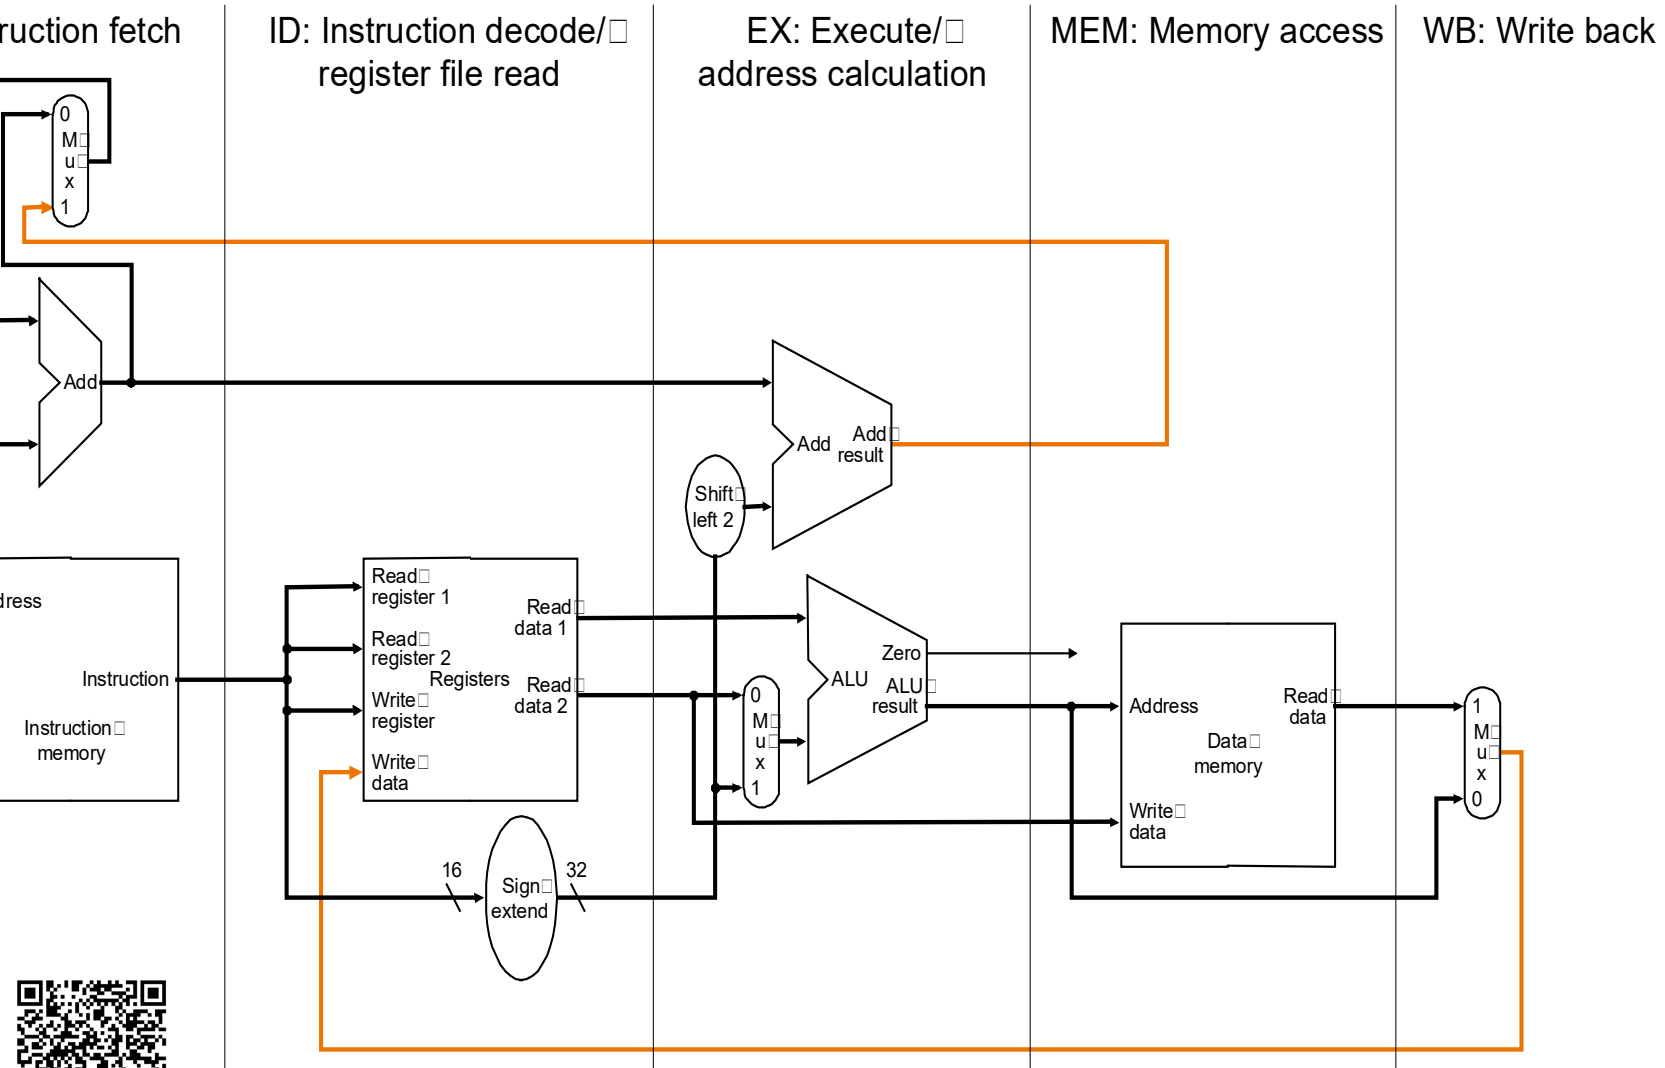 ruction fetch
ID: Instruction decode/
register file read
EX: Execute/
address calculation
MEM: Memory access
WB: Write back
0
M
u
x
1
Add
Add
Add
result
Shift
left 2
dress
Instruction
Instruction
memory
Read
register 1
Read
register 2
Registers
Write
register
Write
data
Read
data 1
Read
data 2
0
M
u
x
1
Zero
ALU
ALU
result
Address
Read
data
Data
memory
Write
data
1
M
u
x
0
16
Sign
extend
32